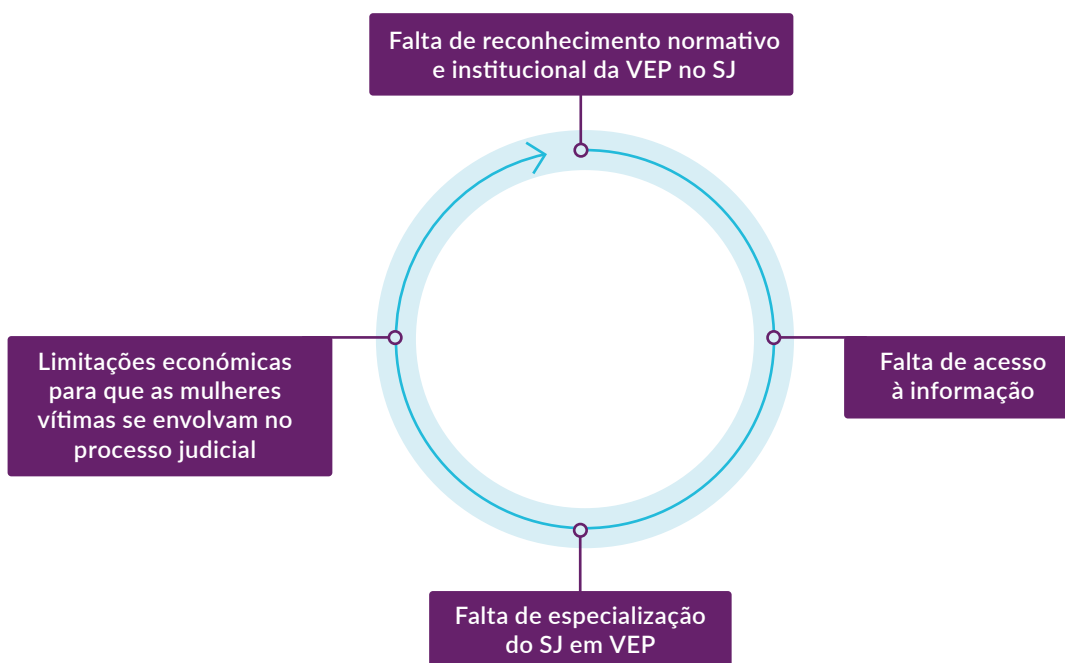 Falta de reconhecimento normativo
e institucional da VEP no SJ
Falta de acesso
à informação
Falta de especialização
do SJ em VEP
Limitações económicas
para que as mulheres
vítimas se envolvam no
processo judicial